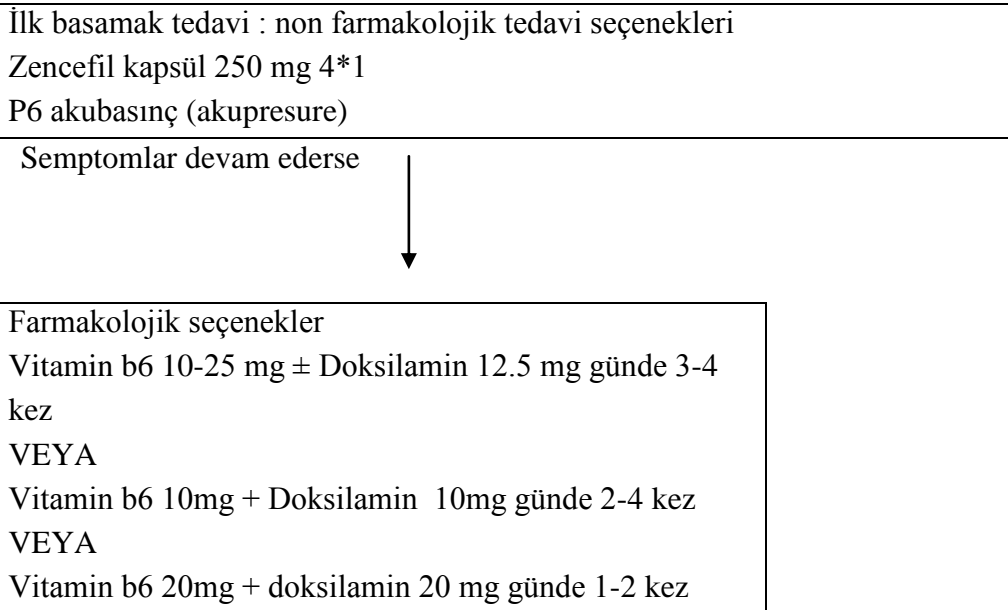 İlk basamak tedavi : non farmakolojik tedavi seçenekleri
Zencefil kapsül 250 mg 4*1
P6 akubasınç (akupresure)
Semptomlar devam ederse
Farmakolojik seçenekler
Vitamin b6 10-25 mg ± Doksilamin 12.5 mg günde 3-4
kez
VEYA
Vitamin b6 10mg + Doksilamin  10mg günde 2-4 kez
VEYA
Vitamin b6 20mg + doksilamin 20 mg günde 1-2 kez